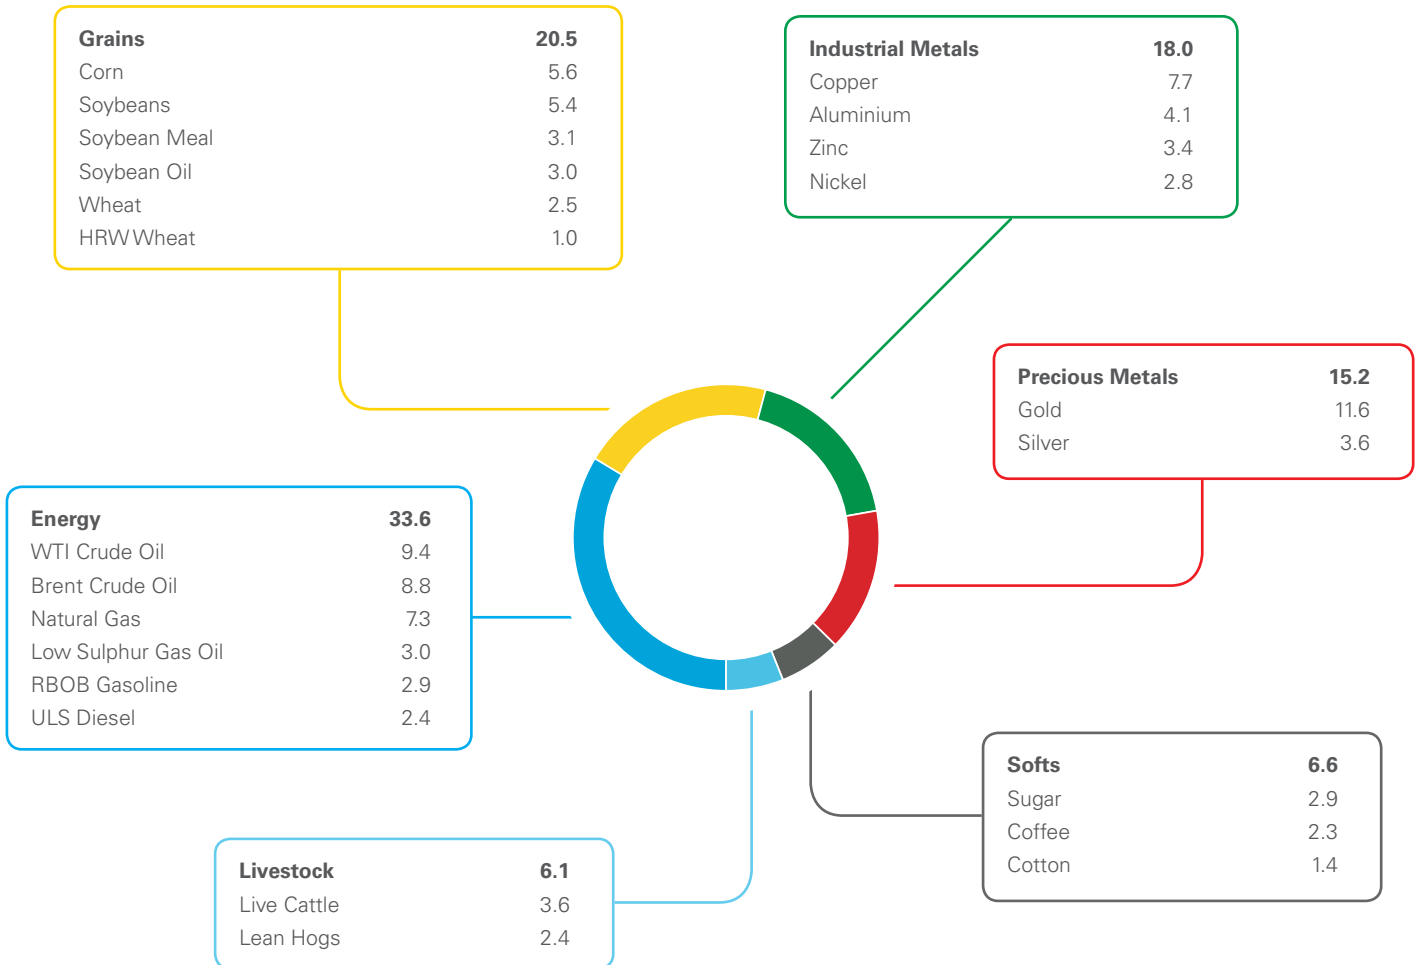 Grains 20.5
Corn 5.6
Soybeans 5.4
Soybean Meal 3.1
Soybean Oil 3.0
Wheat 2.5
HRW Wheat 1.0
Industrial Metals 18.0
Copper 7.7
Aluminium 4.1
Zinc 3.4
Nickel 2.8
Precious Metals 15.2
Gold 11.6
Silver 3.6
Energy 33.6
WTI Crude Oil 9.4
Brent Crude Oil 8.8
Natural Gas 7.3
Low Sulphur Gas Oil 3.0
RBOB Gasoline 2.9
ULS Diesel 2.4
Softs 6.6
Sugar 2.9
Coffee 2.3
Cotton 1.4
Livestock 6.1
Live Cattle 3.6
Lean Hogs 2.4